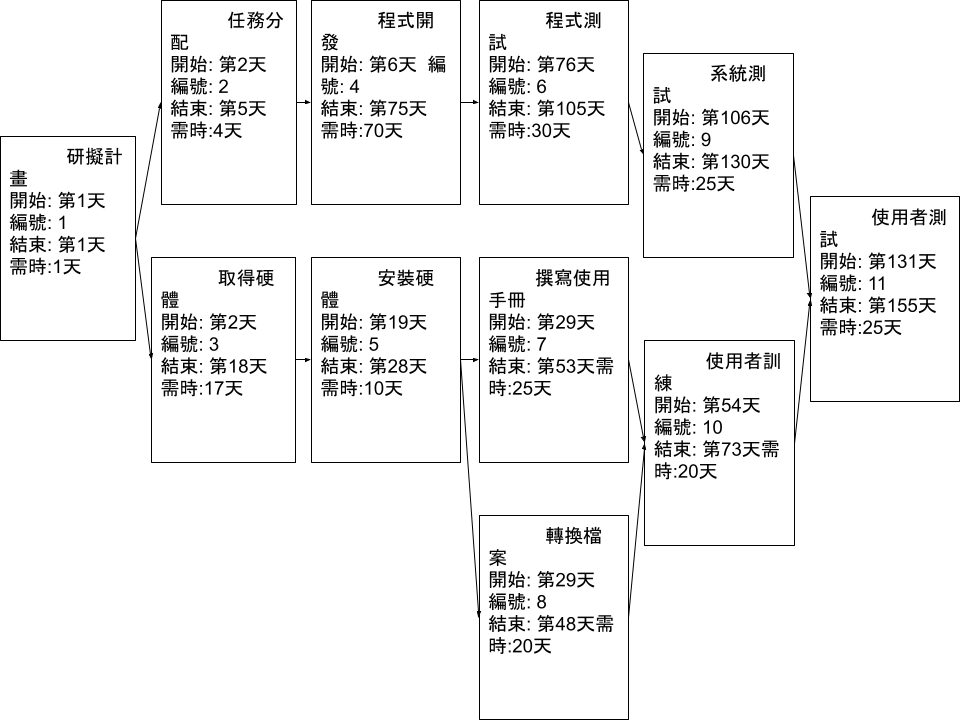 研擬計
畫
開始: 第1天
編號: 1
結束: 第1天
需時:1天
任務分
配
開始: 第2天
編號: 2
結束: 第5天
需時:4天
程式開
發
開始: 第6天 編
號: 4
結束: 第75天
需時:70天
程式測
試
開始: 第76天
編號: 6
結束: 第105天
需時:30天
系統測
試
開始: 第106天
編號: 9
結束: 第130天
需時:25天
使用者測
試
開始: 第131天
編號: 11
結束: 第155天
需時:25天
取得硬
體
開始: 第2天
編號: 3
結束: 第18天
需時:17天
安裝硬
體
開始: 第19天
編號: 5
結束: 第28天
需時:10天
撰寫使用
手冊
開始: 第29天
編號: 7
結束: 第53天需
時:25天
使用者訓
練
開始: 第54天
編號: 10
結束: 第73天需
時:20天
轉換檔
案
開始: 第29天
編號: 8
結束: 第48天需
時:20天